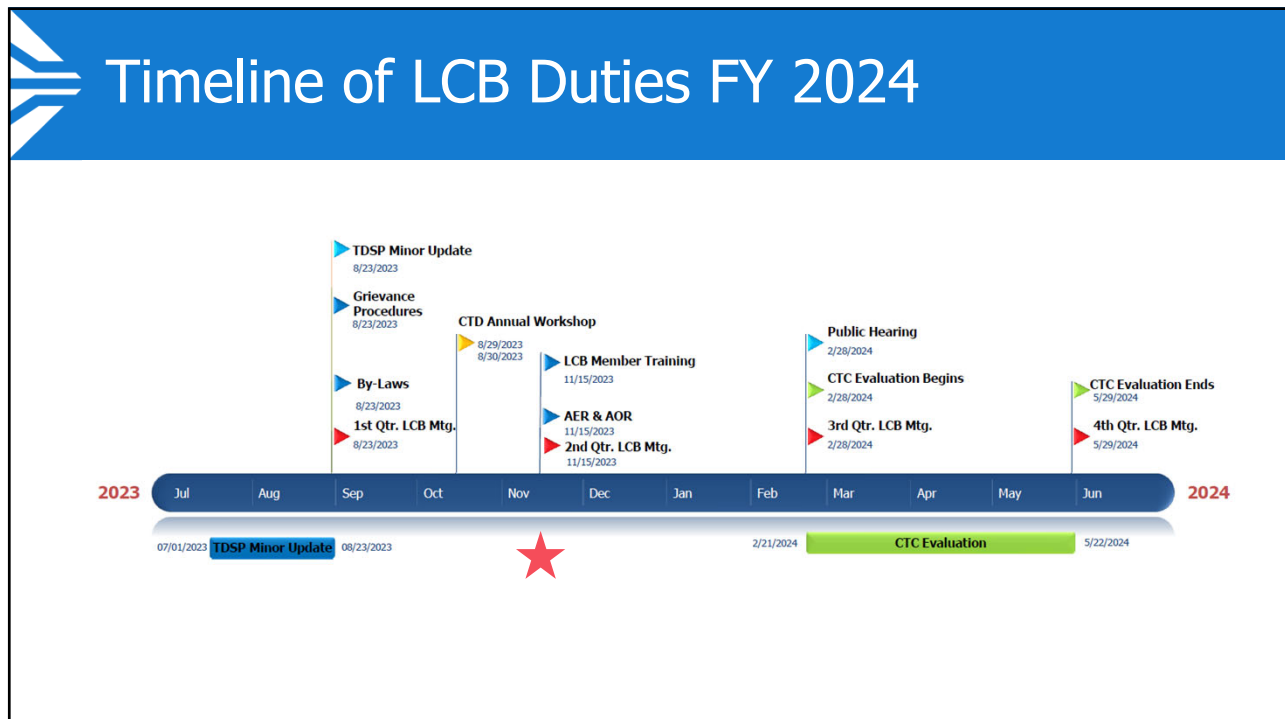 Timeline of LCB Duties FY 2024
TDSP Minor Update
8/23/2023
Grievance
Procedures
8/23/2023
By-Laws
8/23/2023
1st Qtr. LCB Mtg.
8/23/2023
CTD Annual Workshop
8/29/2023
8/30/2023
LCB Member Training
11/15/2023
AER & AOR
11/15/2023
2nd Qtr. LCB Mtg.
11/15/2023
Public Hearing
2/28/2024
CTC Evaluation Begins
2/28/2024
3rd Qtr. LCB Mtg.
2/28/2024
CTC Evaluation Ends
5/29/2024
4th Qtr. LCB Mtg.
5/29/2024
2023 Jul Aug Sep Oct Nov Dec Jan Feb Mar Apr May Jun 2024
07/01/2023 TDSP Minor Update 08/23/2023
2/21/2024 CTC Evaluation 5/22/2024